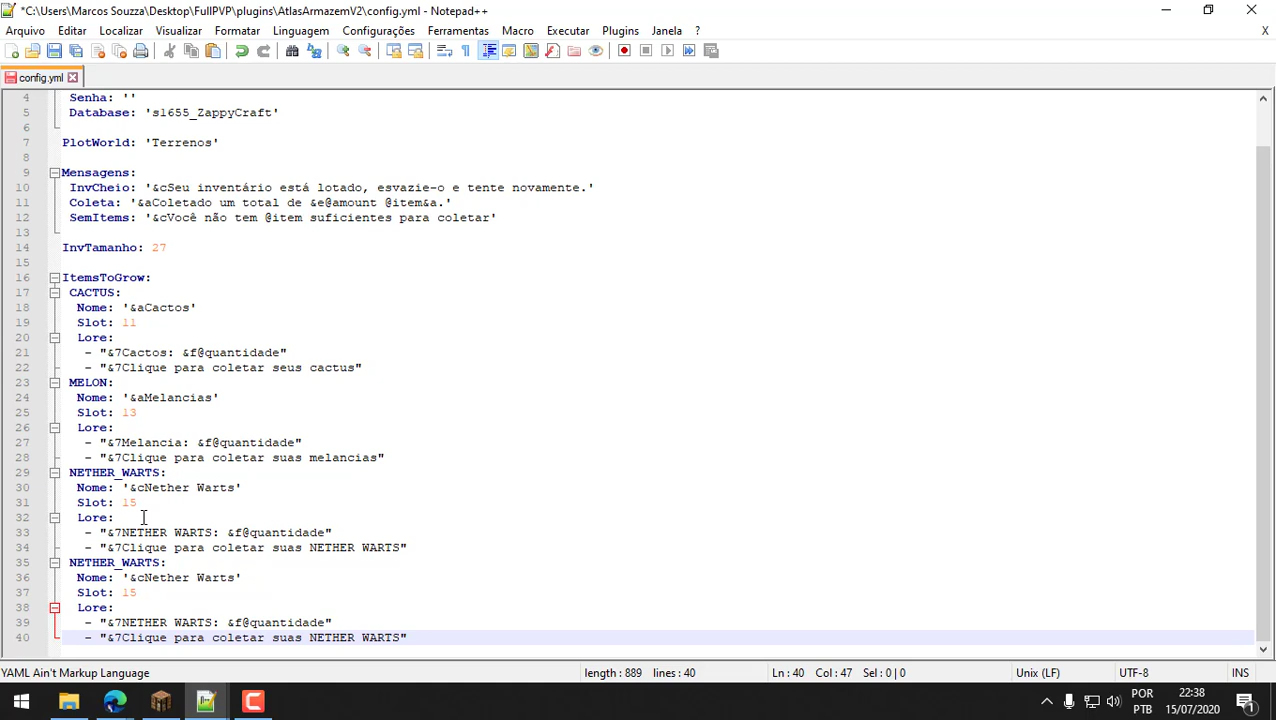 *C:\Users\Marcos Souza\Desktop\FullPVP\plugins\AtlasArmazemV2\config.yml - Notepad++
Arquivo Editar Localizar Visualizar Formatar Linguagem Configurações Ferramentas Macro Executar Plugins Janela ? X
config.yml
4 Senha: ''
5 Database: 's1655_ZappyCraft'
6
7 PlotWorld: 'Terrenos'
8
9 Mensagens:
10 InvCheio: '&cSeu inventário está lotado, esvazie-o e tente novamente.'
11 Coleta: '&aColetado um total de &e@amount @item&a.'
12 SemItems: '&cVocê não tem @item suficientes para coletar'
13
14 InvTamanho: 27
15
16 ItemsToGrow:
17 CACTUS:
18 Nome: '&aCactos'
19 Slot: 11
20 Lore:
21 - "&7Cactos: &f@quantidade"
22 - "&7Clique para coletar seus cactus"
23 MELON:
24 Nome: '&aMelancias'
25 Slot: 13
26 Lore:
27 - "&7Melancia: &f@quantidade"
28 - "&7Clique para coletar suas melancias"
29 NETHER_WARTS:
30 Nome: '&cNether Warts'
31 Slot: 15
32 Lore:
33 - "&7NETHER WARTS: &f@quantidade"
34 - "&7Clique para coletar suas NETHER WARTS"
35 NETHER_WARTS:
36 Nome: '&cNether Warts'
37 Slot: 15
38 Lore:
39 - "&7NETHER WARTS: &f@quantidade"
40 - "&7Clique para coletar suas NETHER WARTS"
YAML Ain't Markup Language length : 889 lines : 40 Ln : 40 Col : 47 Sel : 0 | 0 Unix (LF) UTF-8 INS
POR 22:38
PTB 15/07/2020 1